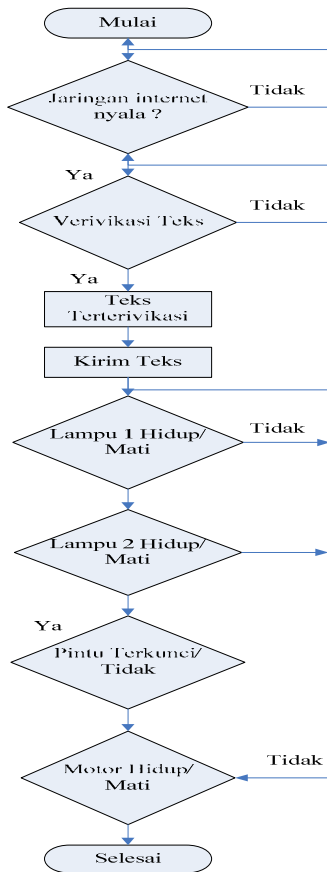 Mulai
Jaringan internet
nyala ?
Tidak
Ya
Verivikasi Teks
Tidak
Ya
Teks
Terterivikasi
Kirim Teks
Lampu 1 Hidup/
Mati
Tidak
Lampu 2 Hidup/
Mati
Ya
Pintu Terkunci/
Tidak
Motor Hidup/
Mati
Tidak
Selesai